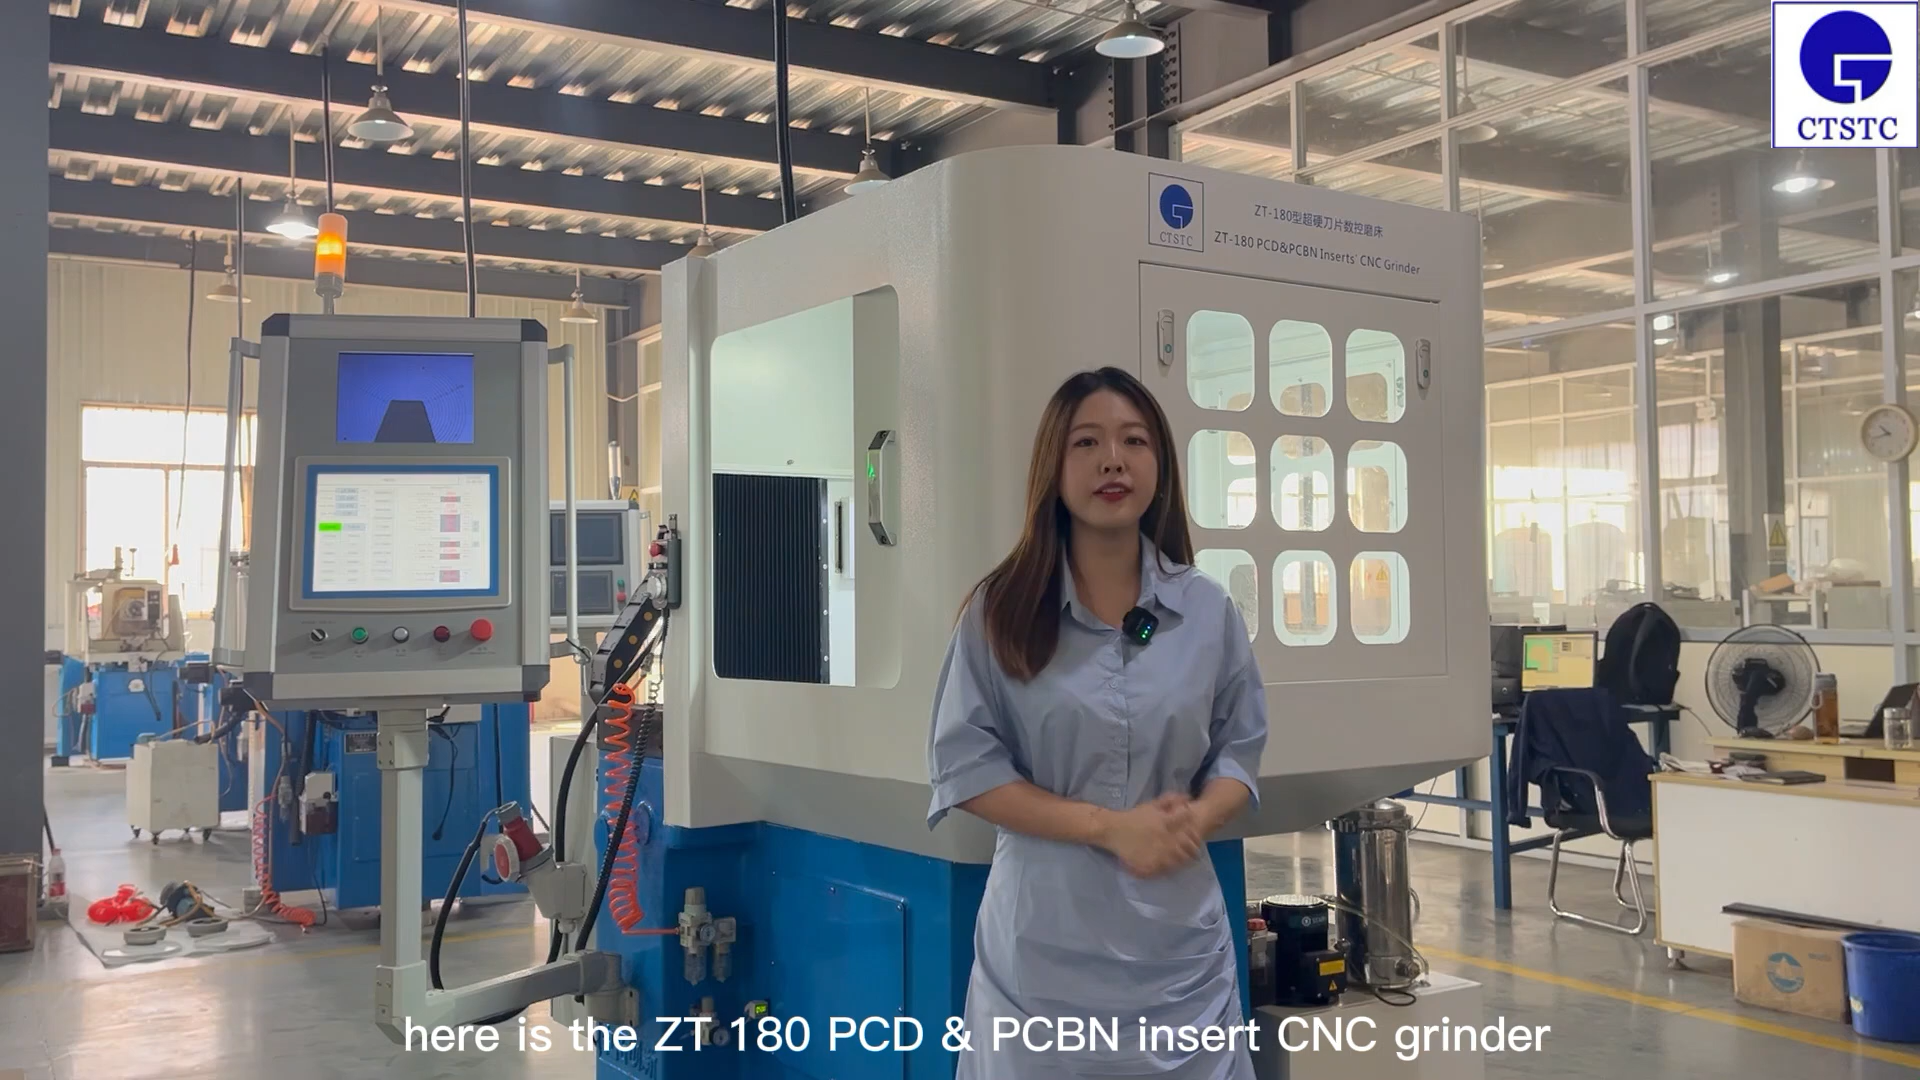 CTSTC
CTSTC
ZT-180型超硬刀片数控磨床
ZT-180 PCD&PCBN Inserts' CNC Grinder
here is the ZT 180 PCD & PCBN insert CNC grinder